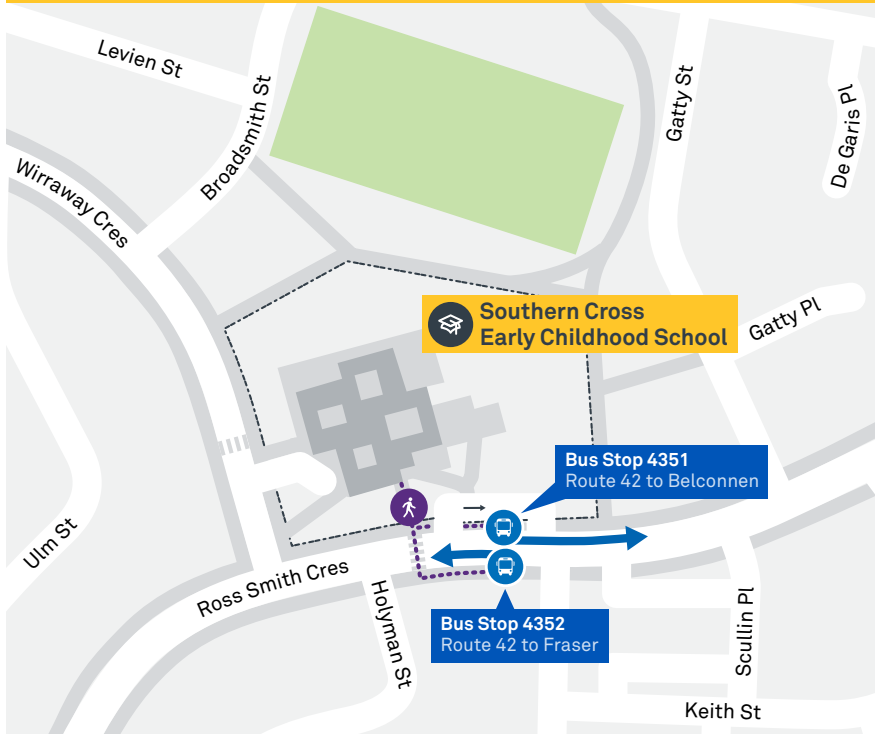 Levien St
Broadsmith St
Gatty St
De Garis Pl
Wirraway Cres
Southern Cross
Early Childhood School
Gatty Pl
Bus Stop 4351
Route 42 to Belconnen
Ulm St
Ross Smith Cres
Holyman St
Bus Stop 4352
Route 42 to Fraser
Scullin Pl
Keith St